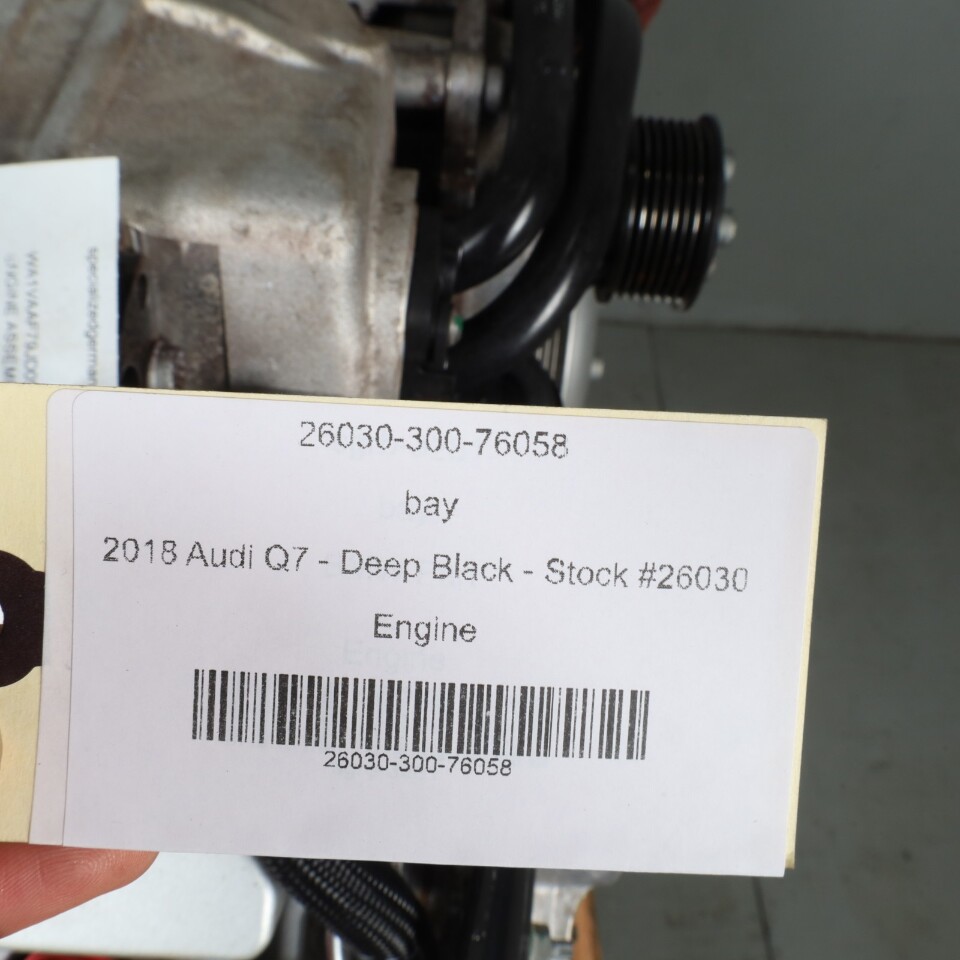 26030-300-76058
bay
2018 Audi Q7 - Deep Black - Stock #26030
Engine
26030-300-76058